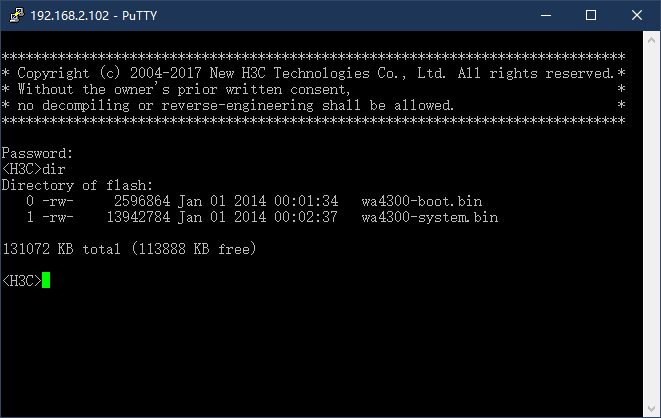 192.168.2.102 - PuTTY
******************************************************************************
* Copyright (c) 2004-2017 New H3C Technologies Co., Ltd. All rights reserved.*
* Without the owner's prior written consent,                                 *
* no decompiling or reverse-engineering shall be allowed.                    *
******************************************************************************
Password:
<H3C>dir
Directory of flash:
   0 -rw-     2596864 Jan 01 2014 00:01:34   wa4300-boot.bin
   1 -rw-    13942784 Jan 01 2014 00:02:37   wa4300-system.bin
131072 KB total (113888 KB free)
<H3C>